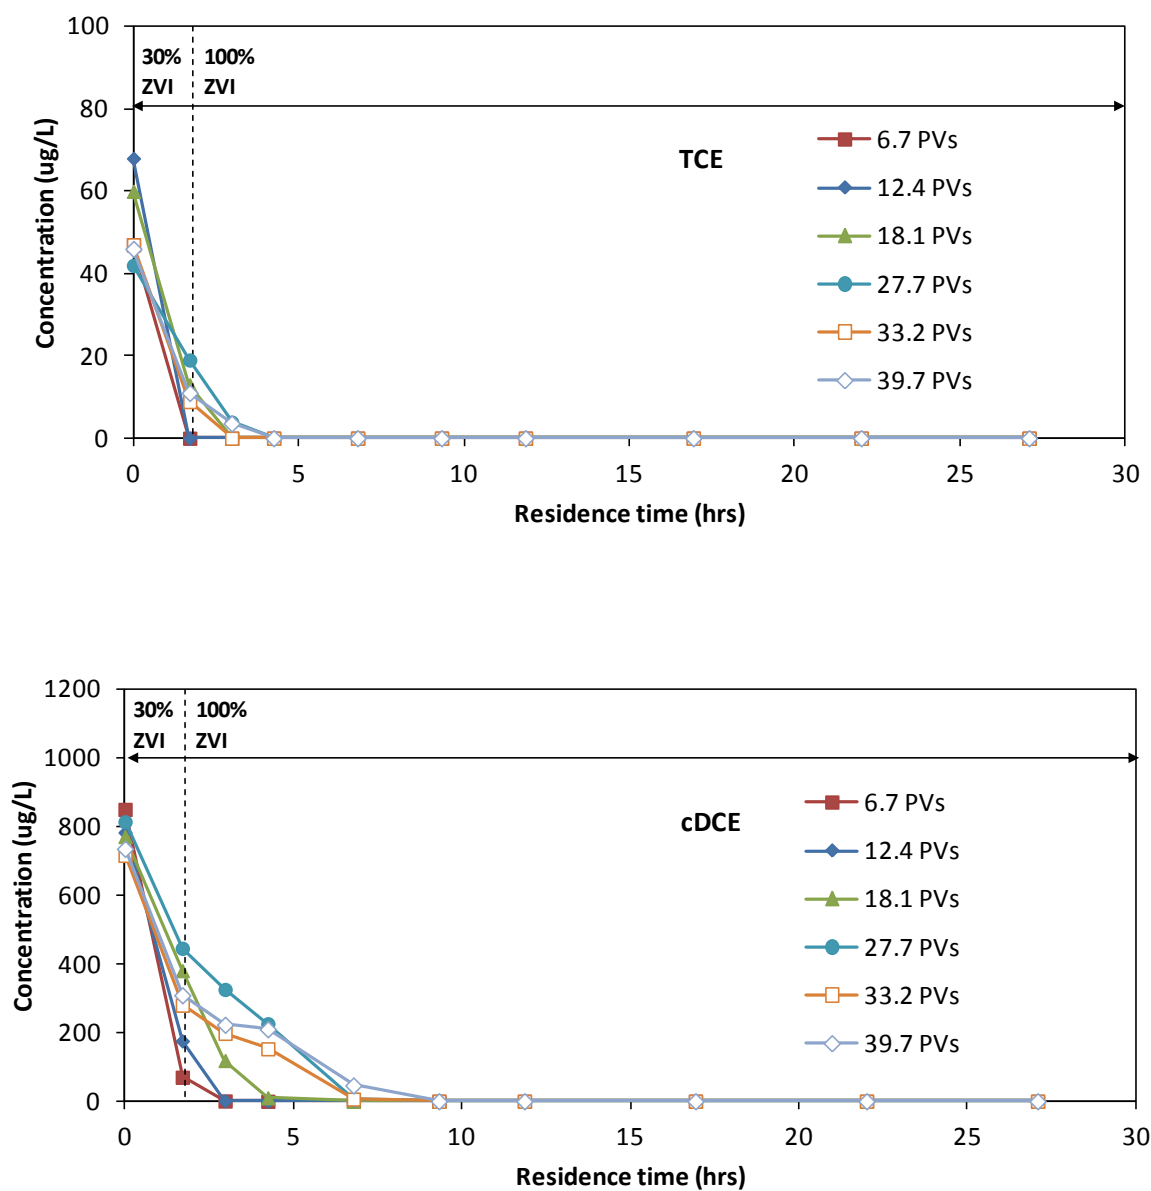 100
80
60
40
20
0
Concentration (ug/L)
30%
ZVI
100%
ZVI
TCE
6.7 PVs
12.4 PVs
18.1 PVs
27.7 PVs
33.2 PVs
39.7 PVs
0 5 10 15 20 25 30
Residence time (hrs)
1200
1000
800
600
400
200
0
Concentration (ug/L)
30%
ZVI
100%
ZVI
cDCE
6.7 PVs
12.4 PVs
18.1 PVs
27.7 PVs
33.2 PVs
39.7 PVs
0 5 10 15 20 25 30
Residence time (hrs)